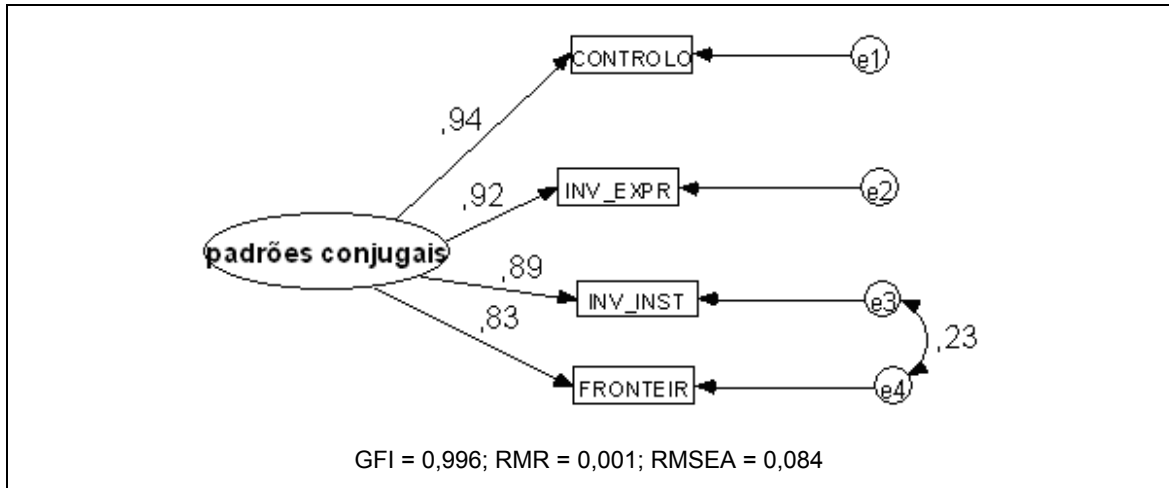 CONTROLO
e1
,94
INV_EXPR
e2
,92
padrões conjugais
,89
INV_INST
e3
,83
,23
FRONTEIR
e4
GFI = 0,996; RMR = 0,001; RMSEA = 0,084